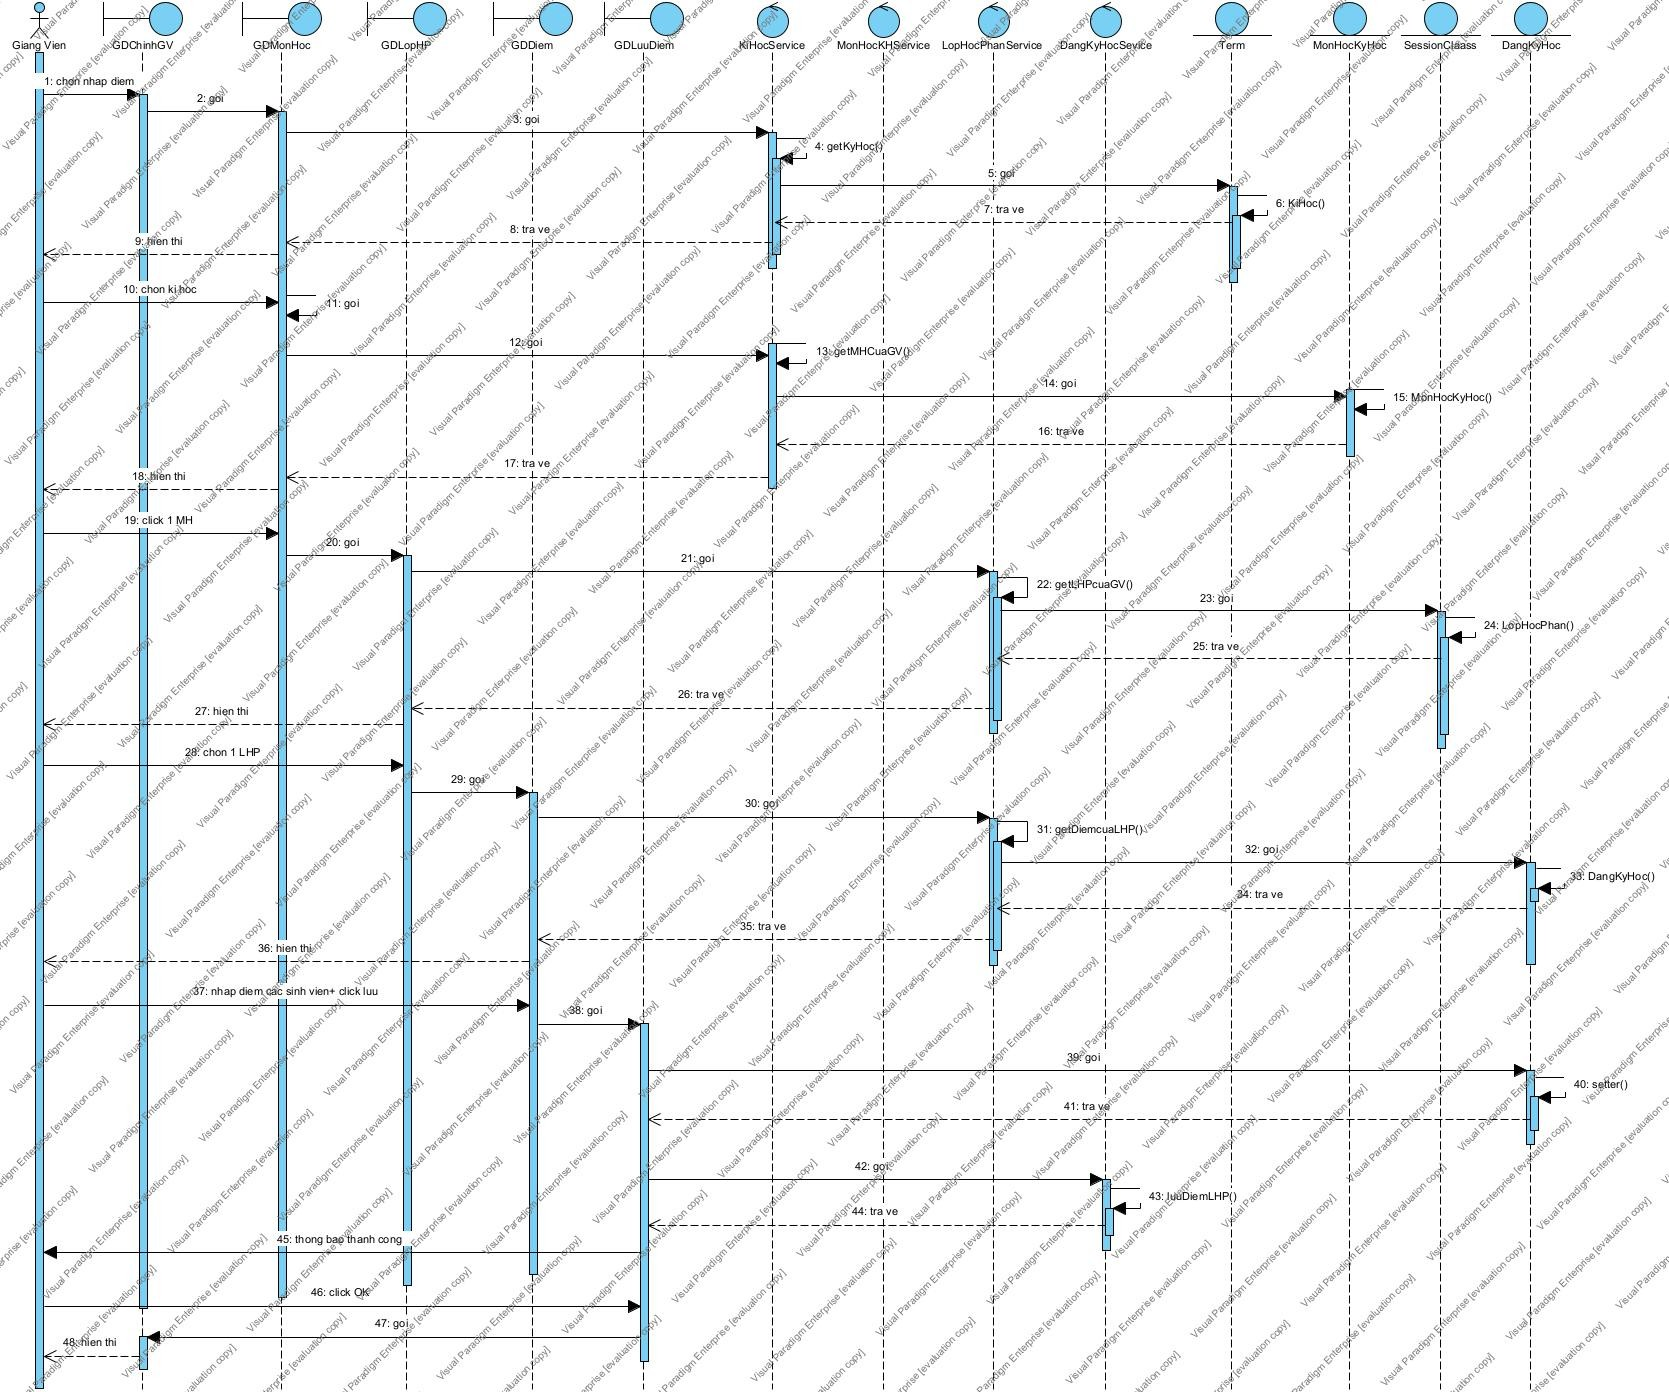 Giang Vien
GDChinhGV
GDMonHoc
GDLopHP
GDDiem
GDLuuDiem
KiHocService
MonHocKHService
LopHocPhanService
DangKyHocSevice
Term
MonHocKyHoc
SessionClaass
DangKyHoc
1: chon nhap diem
2: goi
3: goi
4: getKyHoc()
5: goi
6: KiHoc()
7: tra ve
8: tra ve
9: hien thi
10: chon ki hoc
11: goi
12: goi
13: getMHCuaGV()
14: goi
15: MonHocKyHoc()
16: tra ve
17: tra ve
18: hien thi
19: click 1 MH
20: goi
21: goi
22: getLHPcuaGV()
23: goi
24: LopHocPhan()
25: tra ve
26: tra ve
27: hien thi
28: chon 1 LHP
29: goi
30: goi
31: getDiemcuaLHP()
32: goi
33: DangKyHoc()
34: tra ve
35: tra ve
36: hien thi
37: nhap diem cac sinh vien+ click luu
38: goi
39: goi
40: setter()
41: tra ve
42: goi
43: luuDiemLHP()
44: tra ve
45: thong bao thanh cong
46: click OK
47: goi
48: hien thi
Visual Paradigm Enterprise [evaluation copy]